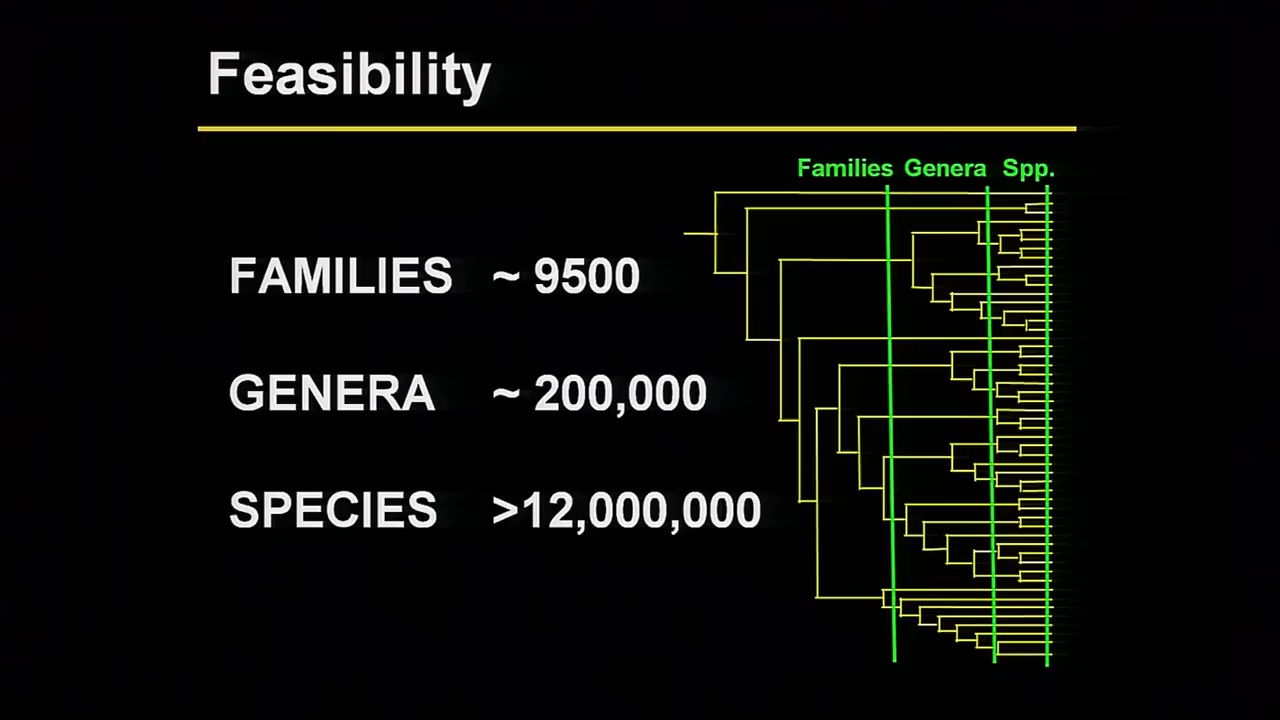 Feasibility
Families Genera Spp.
FAMILIES ~ 9500
GENERA ~ 200,000
SPECIES >12,000,000